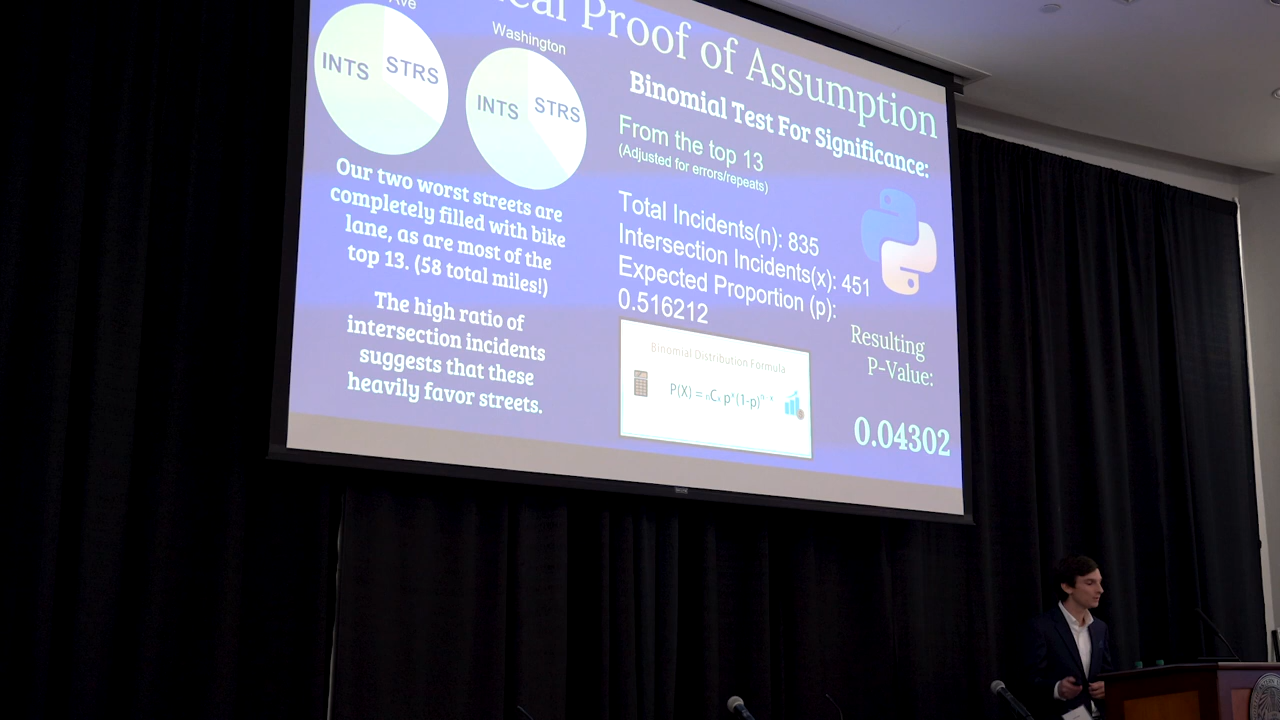 Proof of Assumption
Ave
Washington
INTS
STRS
INTS
STRS
Our two worst streets are
completely filled with bike
lane, as are most of the
top 13. (58 total miles!)
The high ratio of
intersection incidents
suggests that these
heavily favor streets.
Binomial Test For Significance:
From the top 13
(Adjusted for errors/repeats)
Total Incidents(n): 835
Intersection Incidents(x): 451
Expected Proportion (p):
0.516212
Binomial Distribution Formula
P(X) = nCx pˣ(1-p)ⁿ⁻ˣ
Resulting
P-Value:
0.04302